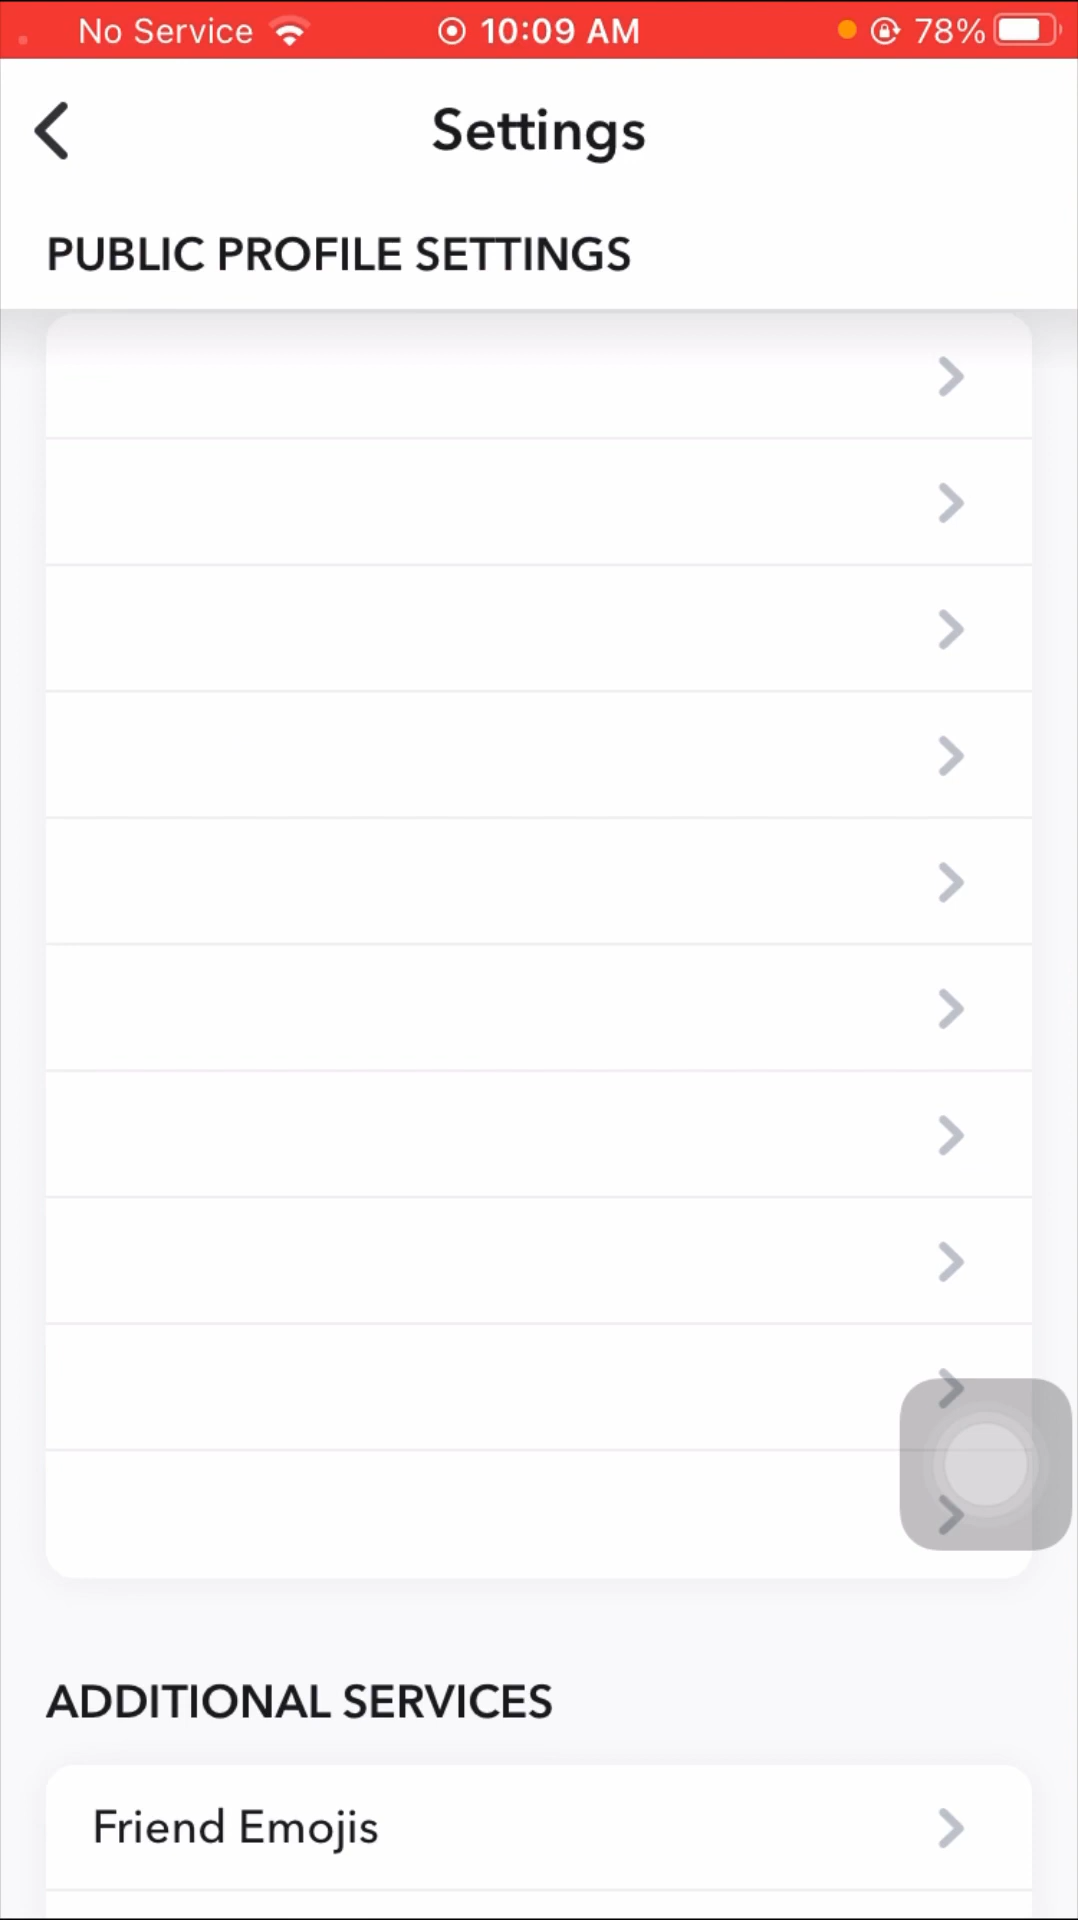 No Service 10:09 AM 78%
Settings
PUBLIC PROFILE SETTINGS
ADDITIONAL SERVICES
Friend Emojis